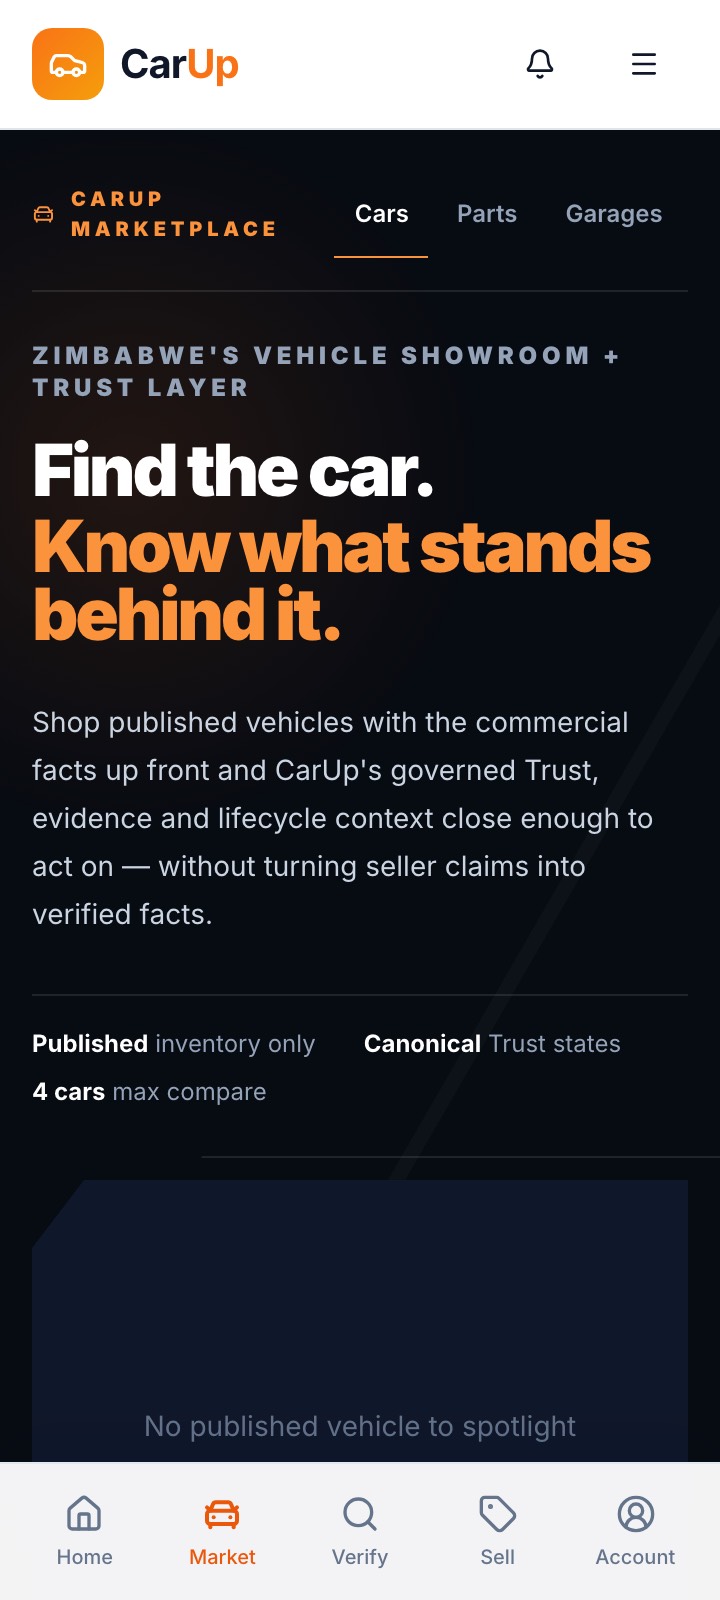 CarUp
CARUP
MARKETPLACE
Cars
Parts
Garages
ZIMBABWE'S VEHICLE SHOWROOM +
TRUST LAYER
Find the car.
Know what stands
behind it.
Shop published vehicles with the commercial
facts up front and CarUp's governed Trust,
evidence and lifecycle context close enough to
act on — without turning seller claims into
verified facts.
Published inventory only
Canonical Trust states
4 cars max compare
No published vehicle to spotlight
Home
Market
Verify
Sell
Account